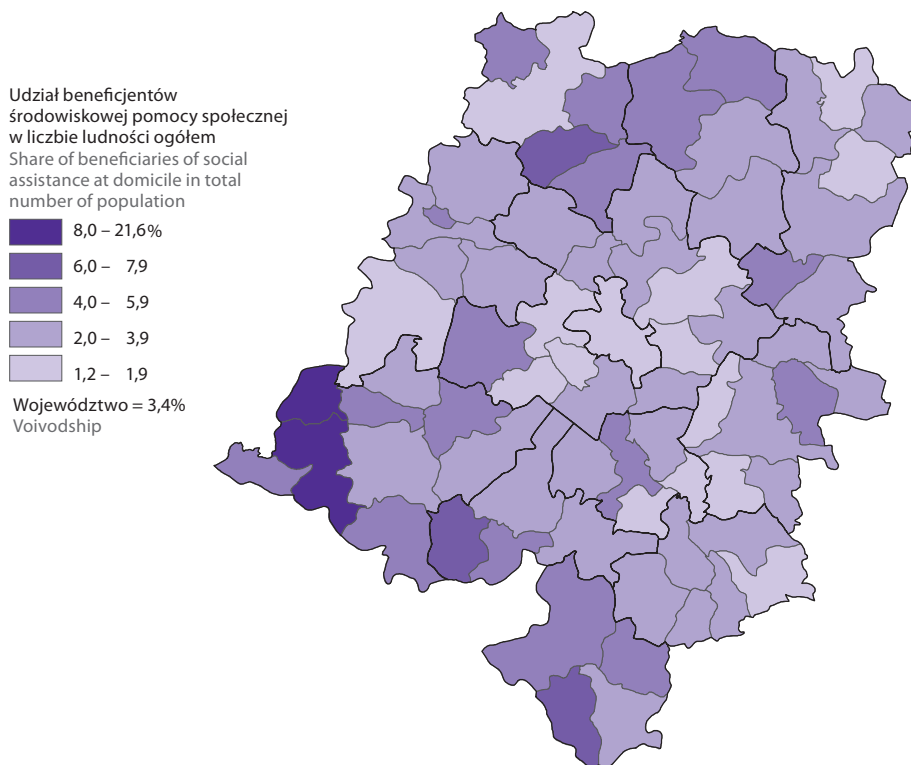 Udział beneficjentów
środowiskowej pomocy społecznej
w liczbie ludności ogółem
Share of beneficiaries of social
assistance at domicile in total
number of population
8,0 – 21,6%
6,0 – 7,9
4,0 – 5,9
2,0 – 3,9
1,2 – 1,9
Województwo = 3,4%
Voivodship